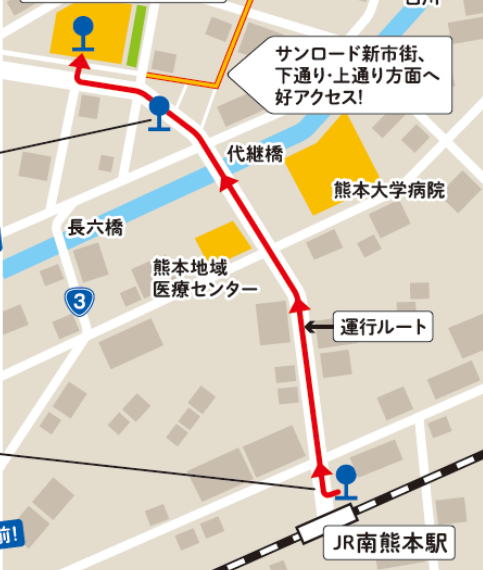 サンロード新市街、
下通り・上通り方面へ
好アクセス!
代継橋
熊本大学病院
長六橋
熊本地域
医療センター
3
運行ルート
前!
JR南熊本駅